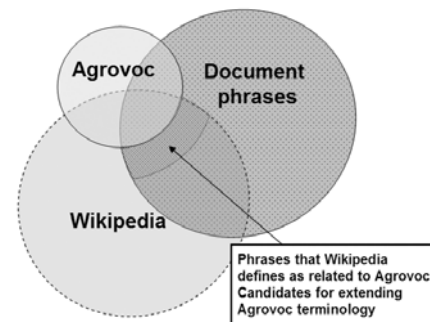 Agrovoc
Document
phrases
Wikipedia
Phrases that Wikipedia
defines as related to Agrovoc
Candidates for extending
Agrovoc terminology